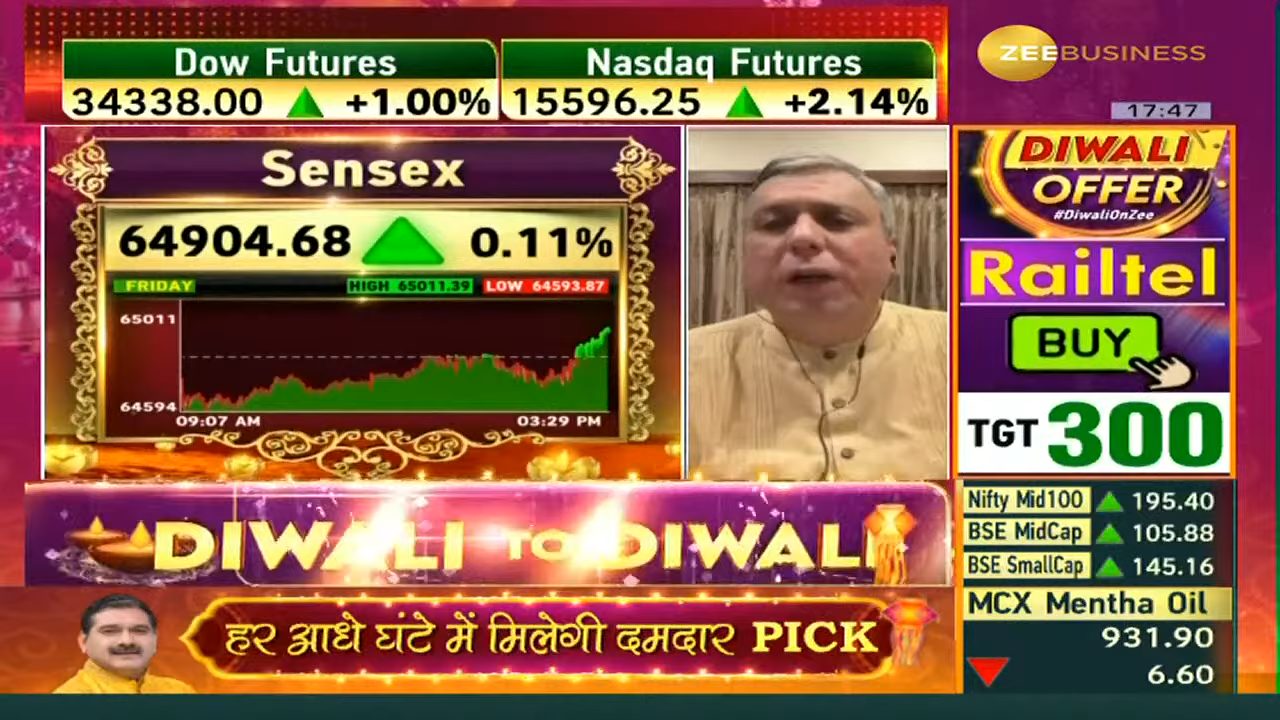 Dow Futures
34338.00 ▲ +1.00%
Nasdaq Futures
15596.25 ▲ +2.14%
ZEEBUSINESS
17:47
Sensex
64904.68 ▲ 0.11%
FRIDAY HIGH 65011.39 LOW 64593.87
65011
64594
09:07 AM 03:29 PM
DIWALI
OFFER
#DiwaliOnZee
Railtel
BUY
TGT 300
Nifty Mid100 ▲ 195.40
BSE MidCap ▲ 105.88
BSE SmallCap ▲ 145.16
MCX Mentha Oil
931.90
▼ 6.60
DIWALI TO DIWALI
हर आधे घंटे में मिलेगी दमदार PICK